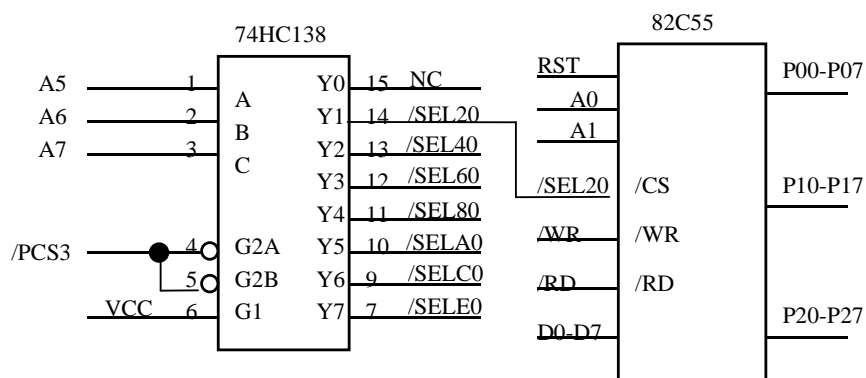 74HC138 82C55
RST P00-P07
A5 1 Y0 15 NC
A A0
A6 2 Y1 14 /SEL20
B A1
A7 3 Y2 13 /SEL40
C
Y3 12 /SEL60 /SEL20 /CS P10-P17
Y4 11 /SEL80
/PCS3 4 G2A Y5 10 /SELA0 /WR /WR
5 G2B Y6 9 /SELC0 /RD /RD
VCC 6 G1 Y7 7 /SELE0 P20-P27
D0-D7